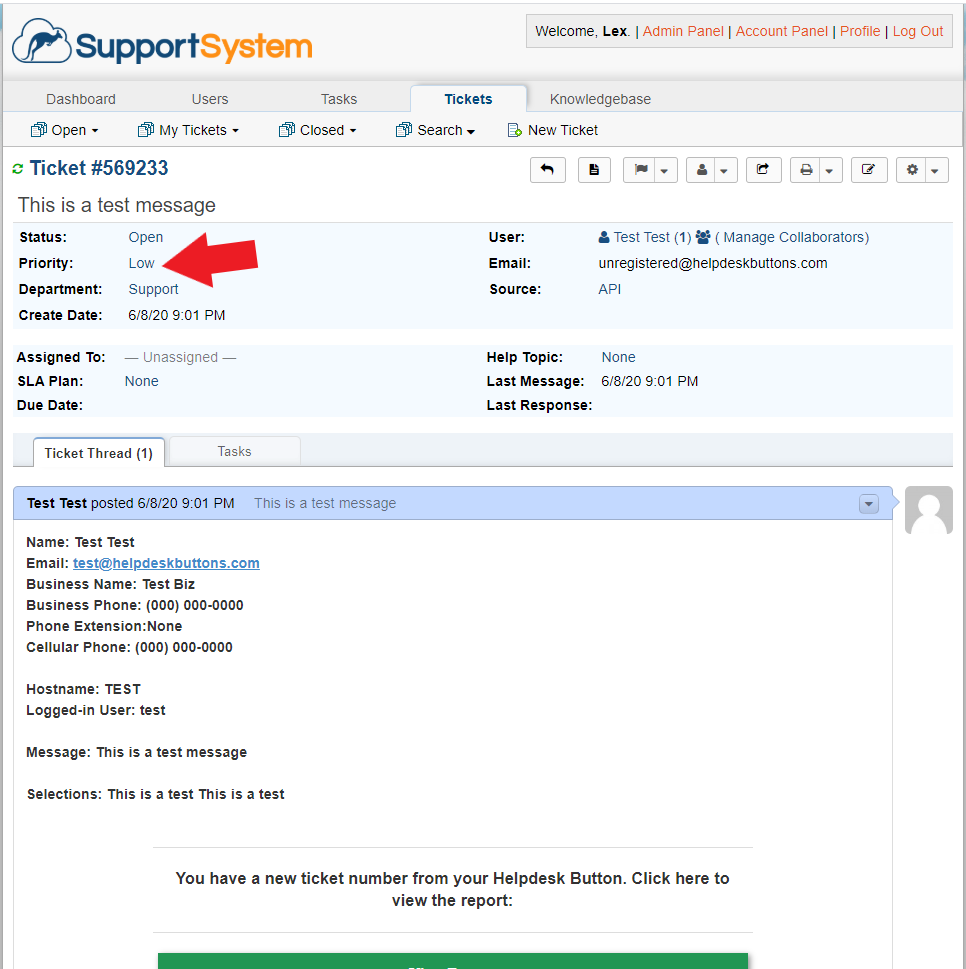 SupportSystem
Welcome, Lex. | Admin Panel | Account Panel | Profile | Log Out
Dashboard Users Tasks Tickets Knowledgebase
Open My Tickets Closed Search New Ticket
Ticket #569233
This is a test message
Status: Open User: Test Test (1) ( Manage Collaborators)
Priority: Low Email: unregistered@helpdeskbuttons.com
Department: Support Source: API
Create Date: 6/8/20 9:01 PM
Assigned To: — Unassigned — Help Topic: None
SLA Plan: None Last Message: 6/8/20 9:01 PM
Due Date: Last Response:
Ticket Thread (1) Tasks
Test Test posted 6/8/20 9:01 PM This is a test message
Name: Test Test
Email: test@helpdeskbuttons.com
Business Name: Test Biz
Business Phone: (000) 000-0000
Phone Extension:None
Cellular Phone: (000) 000-0000
Hostname: TEST
Logged-in User: test
Message: This is a test message
Selections: This is a test This is a test
You have a new ticket number from your Helpdesk Button. Click here to
view the report: